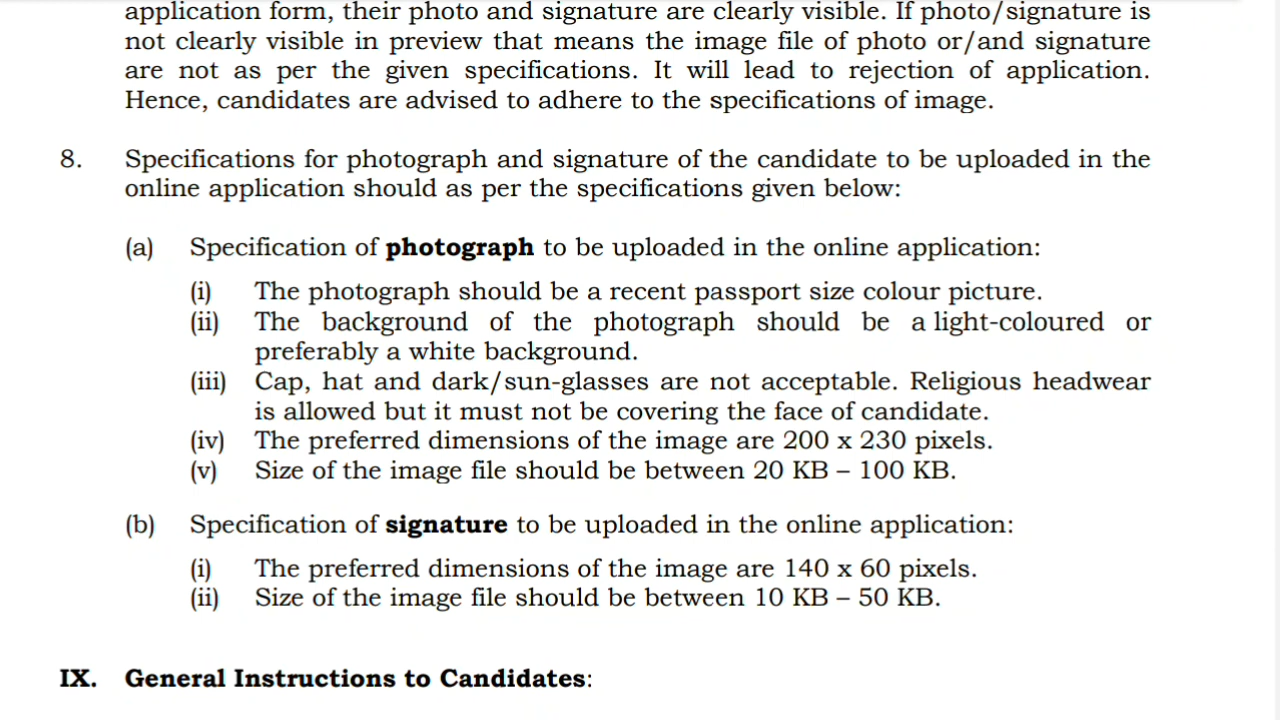 application form, their photo and signature are clearly visible. If photo/signature is
not clearly visible in preview that means the image file of photo or/and signature
are not as per the given specifications. It will lead to rejection of application.
Hence, candidates are advised to adhere to the specifications of image.
8. Specifications for photograph and signature of the candidate to be uploaded in the
online application should as per the specifications given below:
(a) Specification of photograph to be uploaded in the online application:
(i) The photograph should be a recent passport size colour picture.
(ii) The background of the photograph should be a light-coloured or
preferably a white background.
(iii) Cap, hat and dark/sun-glasses are not acceptable. Religious headwear
is allowed but it must not be covering the face of candidate.
(iv) The preferred dimensions of the image are 200 x 230 pixels.
(v) Size of the image file should be between 20 KB – 100 KB.
(b) Specification of signature to be uploaded in the online application:
(i) The preferred dimensions of the image are 140 x 60 pixels.
(ii) Size of the image file should be between 10 KB – 50 KB.
IX. General Instructions to Candidates: